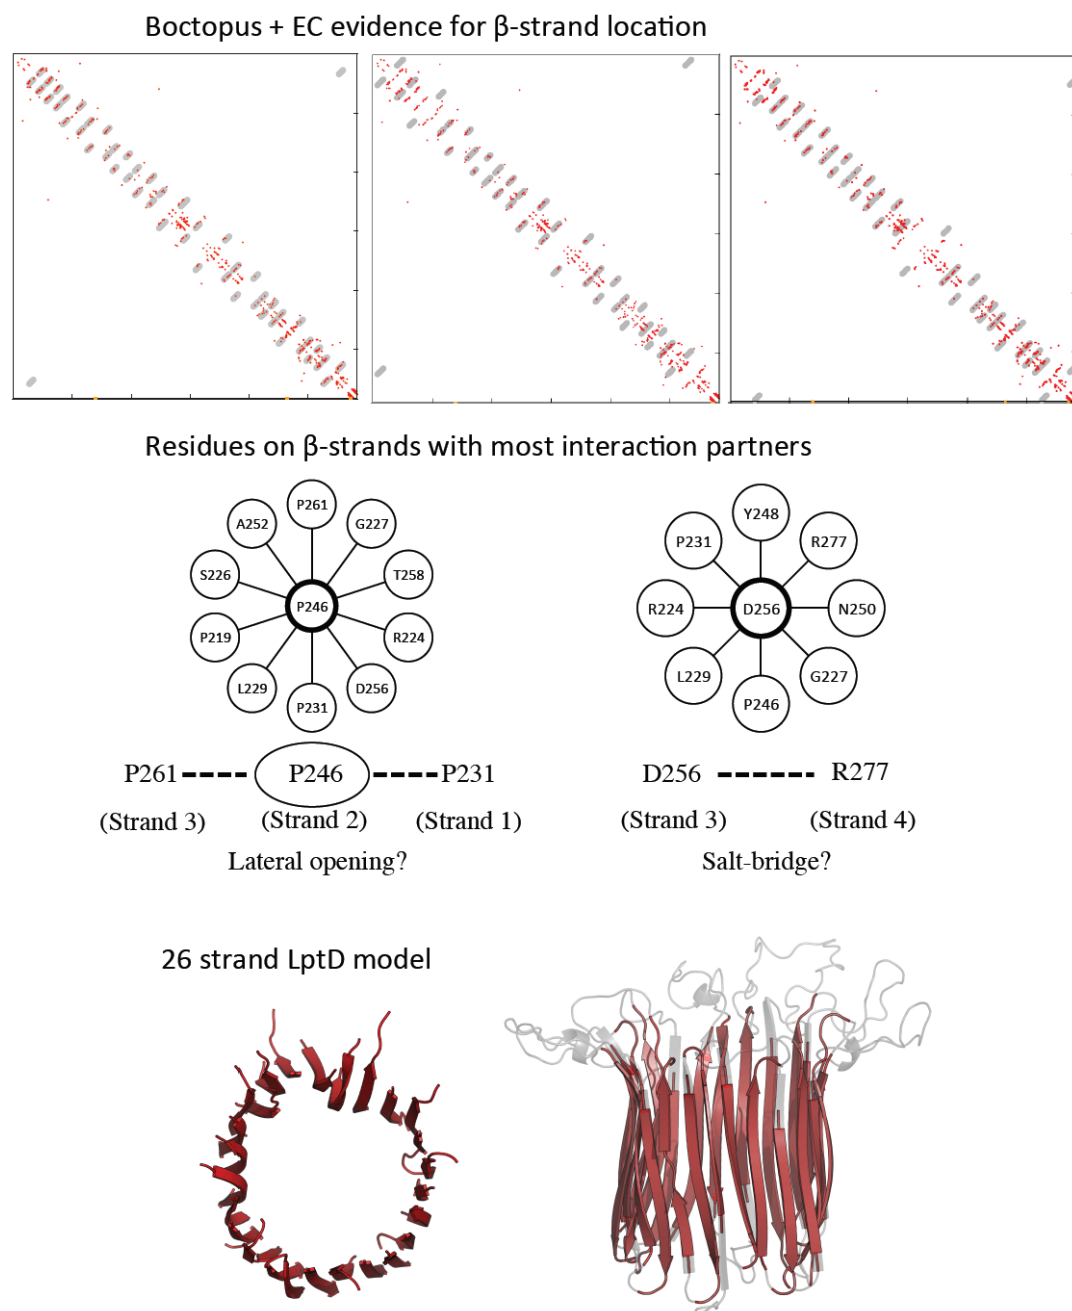 Boctopus + EC evidence for β-strand location
Residues on β-strands with most interaction partners
P261
A252
G227
S226
T258
P246
P219
R224
L229
D256
P231
Y248
P231
R277
R224
D256
N250
L229
G227
P246
P261 P246 P231
(Strand 3) (Strand 2) (Strand 1)
Lateral opening?
D256 R277
(Strand 3) (Strand 4)
Salt-bridge?
26 strand LptD model